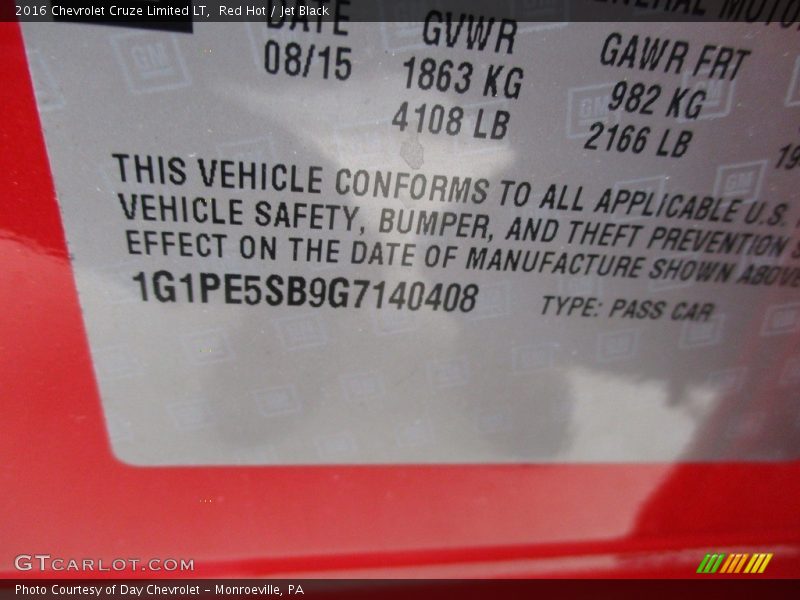 2016 Chevrolet Cruze Limited LT, Red Hot / Jet Black
DATE GVWR GAWR FRT
08/15 1863 KG 982 KG
4108 LB 2166 LB 19
THIS VEHICLE CONFORMS TO ALL APPLICABLE U.S.
VEHICLE SAFETY, BUMPER, AND THEFT PREVENTION S
EFFECT ON THE DATE OF MANUFACTURE SHOWN ABOVE
1G1PE5SB9G7140408 TYPE: PASS CAR
GTCARLOT.COM
Photo Courtesy of Day Chevrolet – Monroeville, PA